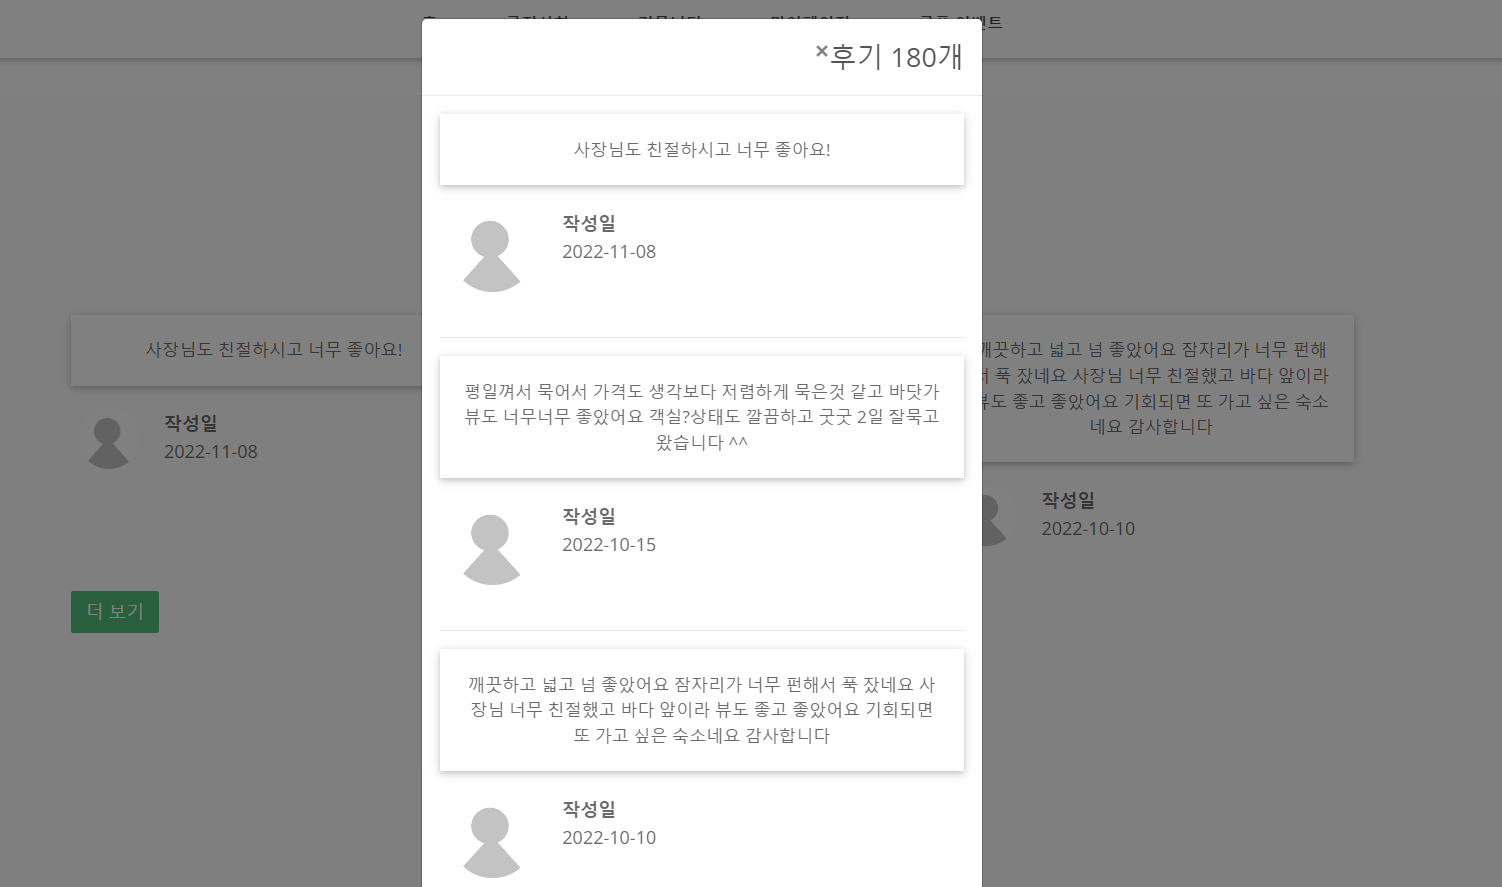 ×후기 180개
사장님도 친절하시고 너무 좋아요!
작성일
2022-11-08
평일껴서 묵어서 가격도 생각보다 저렴하게 묵은것 같고 바닷가
뷰도 너무너무 좋았어요 객실?상태도 깔끔하고 굿굿 2일 잘묵고
왔습니다 ^^
작성일
2022-10-15
깨끗하고 넓고 넘 좋았어요 잠자리가 너무 편해서 푹 잤네요 사
장님 너무 친절했고 바다 앞이라 뷰도 좋고 좋았어요 기회되면
또 가고 싶은 숙소네요 감사합니다
작성일
2022-10-10
사장님도 친절하시고 너무 좋아요!
작성일
2022-11-08
더 보기
깨끗하고 넓고 넘 좋았어요 잠자리가 너무 편해
서 푹 잤네요 사장님 너무 친절했고 바다 앞이라
뷰도 좋고 좋았어요 기회되면 또 가고 싶은 숙소
네요 감사합니다
작성일
2022-10-10